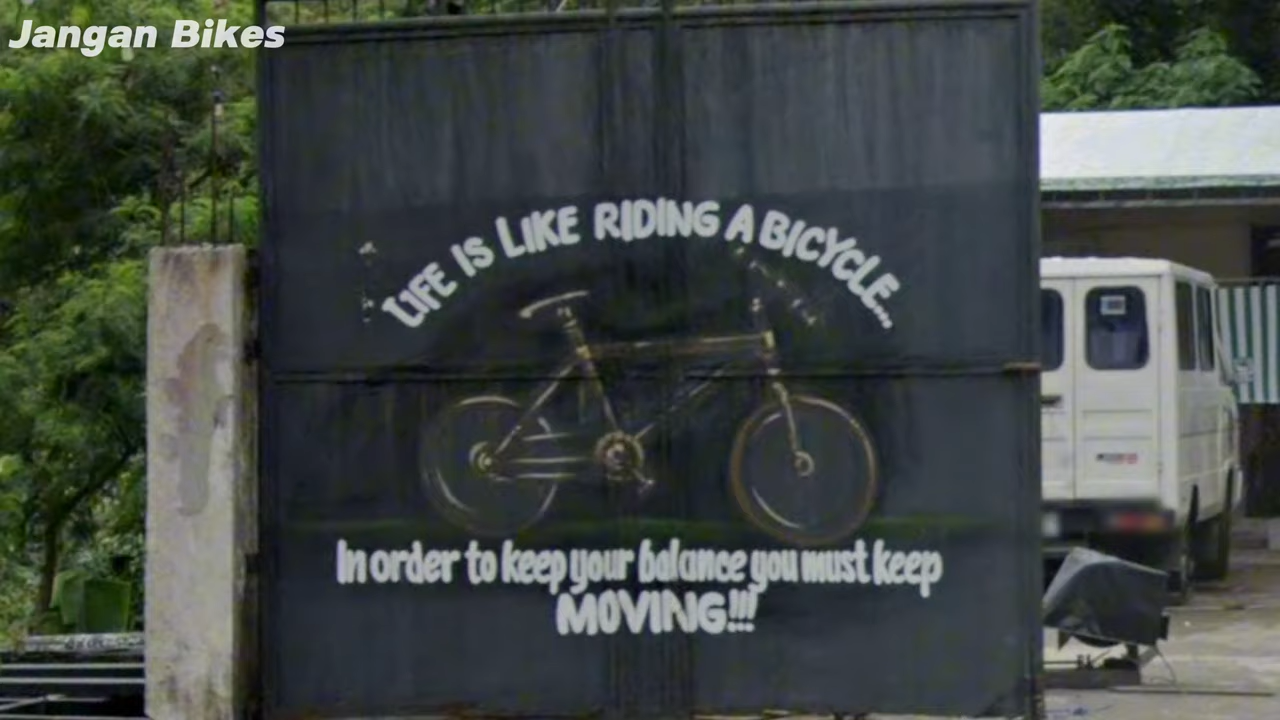 Jangan Bikes
LIFE IS LIKE RIDING A BICYCLE...
In order to keep your balance you must keep
MOVING!!!